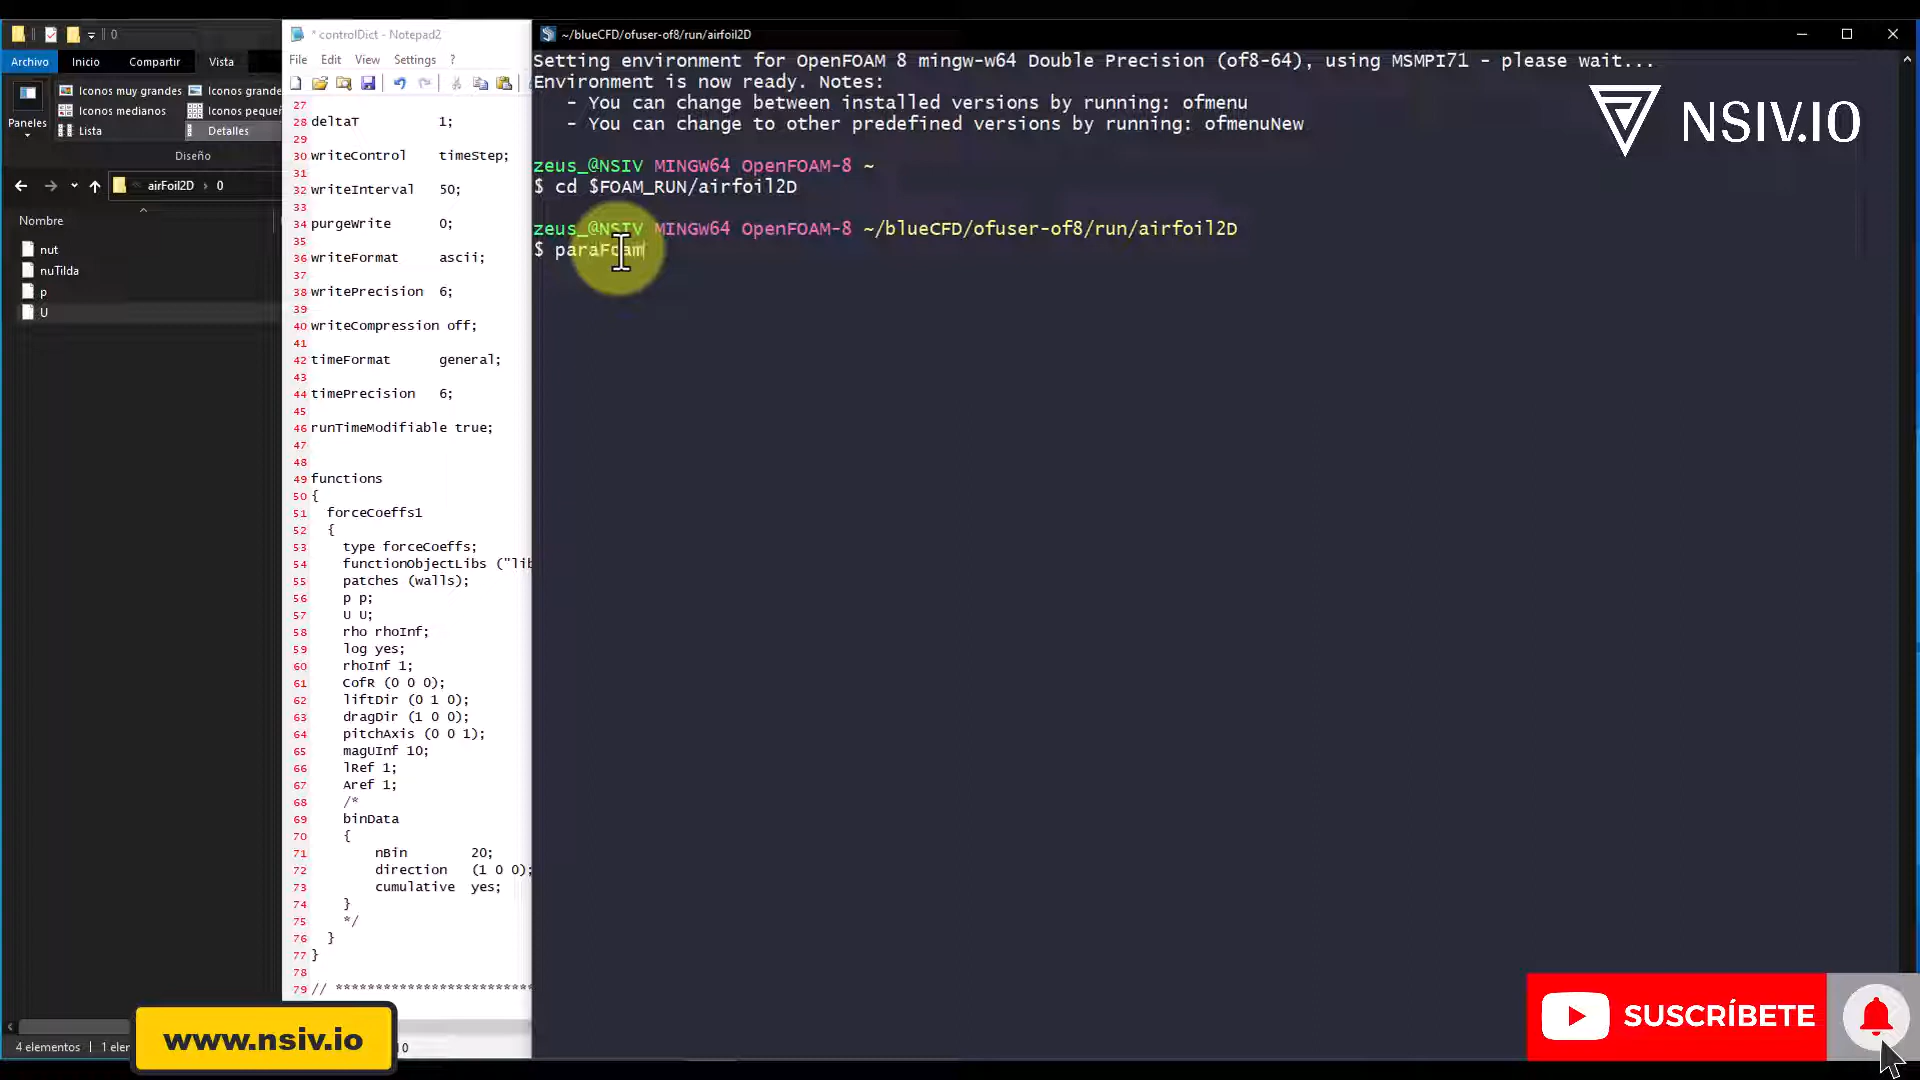 0
Archivo Inicio Compartir Vista
Iconos muy grandes Iconos grande
Iconos medianos Iconos peque
Paneles Lista Detalles
Diseño
airFoil2D > 0
Nombre
nut
nuTilda
p
U
4 elementos
* controlDict - Notepad2
File Edit View Settings ?
27
28 deltaT 1;
29
30 writeControl timeStep;
31
32 writeInterval 50;
33
34 purgeWrite 0;
35
36 writeFormat ascii;
37
38 writePrecision 6;
39
40 writeCompression off;
41
42 timeFormat general;
43
44 timePrecision 6;
45
46 runTimeModifiable true;
47
48
49 functions
50 {
51 forceCoeffs1
52 {
53 type forceCoeffs;
54 functionObjectLibs ("lib
55 patches (walls);
56 p p;
57 U U;
58 rho rhoInf;
59 log yes;
60 rhoInf 1;
61 CofR (0 0 0);
62 liftDir (0 1 0);
63 dragDir (1 0 0);
64 pitchAxis (0 0 1);
65 magUInf 10;
66 lRef 1;
67 Aref 1;
68 /*
69 binData
70 {
71 nBin 20;
72 direction (1 0 0);
73 cumulative yes;
74 }
75 */
76 }
77 }
78
79 // *************************
~/blueCFD/ofuser-of8/run/airfoil2D
Setting environment for OpenFOAM 8 mingw-w64 Double Precision (of8-64), using MSMPI71 - please wait...
Environment is now ready. Notes:
- You can change between installed versions by running: ofmenu
- You can change to other predefined versions by running: ofmenuNew
zeus_@NSIV MINGW64 OpenFOAM-8 ~
$ cd $FOAM_RUN/airfoil2D
zeus_@NSIV MINGW64 OpenFOAM-8 ~/blueCFD/ofuser-of8/run/airfoil2D
$ paraFoam
NSIV.IO
www.nsiv.io
SUSCRÍBETE